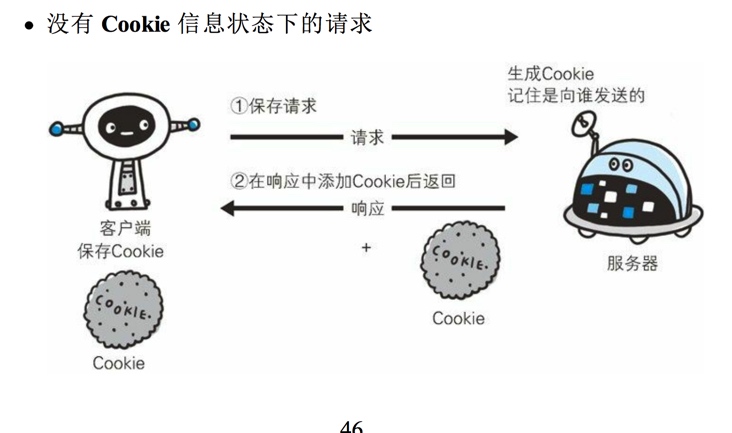 • 没有 Cookie 信息状态下的请求
生成Cookie
记住是向谁发送的
①保存请求
请求
②在响应中添加Cookie后返回
响应
客户端
保存Cookie
+
COOKIE.
服务器
Cookie
COOKIE.
Cookie
46